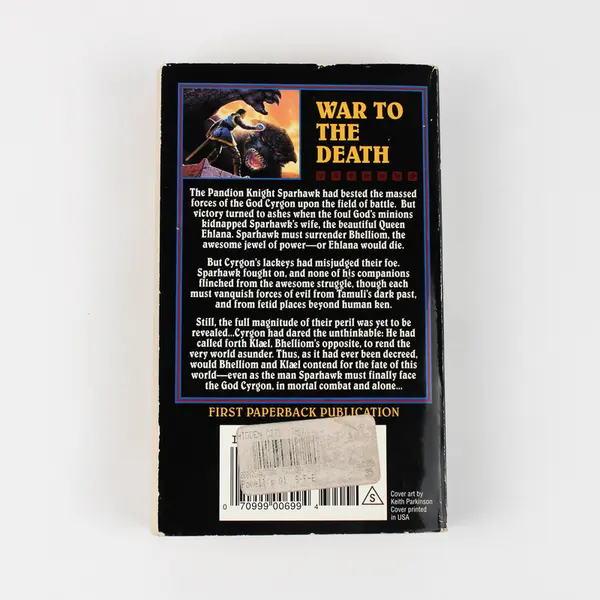 WAR TO
THE
DEATH
The Pandion Knight Sparhawk had bested the massed
forces of the God Cyrgon upon the field of battle. But
victory turned to ashes when the foul God's minions
kidnapped Sparhawk's wife, the beautiful Queen
Ehlana. Sparhawk must surrender Bhelliom, the
awesome jewel of power—or Ehlana would die.
But Cyrgon's lackeys had misjudged their foe.
Sparhawk fought on, and none of his companions
flinched from the awesome struggle, though each
must vanquish forces of evil from Tamuli's dark past,
and from fetid places beyond human ken.
Still, the full magnitude of their peril was yet to be
revealed...Cyrgon had dared the unthinkable: He had
called forth Klæl, Bhelliom's opposite, to rend the
very world asunder. Thus, as it had ever been decreed,
would Bhelliom and Klæl contend for the fate of this
world—even as the man Sparhawk must finally face
the God Cyrgon, in mortal combat and alone...
FIRST PAPERBACK PUBLICATION
HIDDEN CITY
S-F-E
0 70999 00699 4
S
Cover art by
Keith Parkinson
Cover printed
in USA